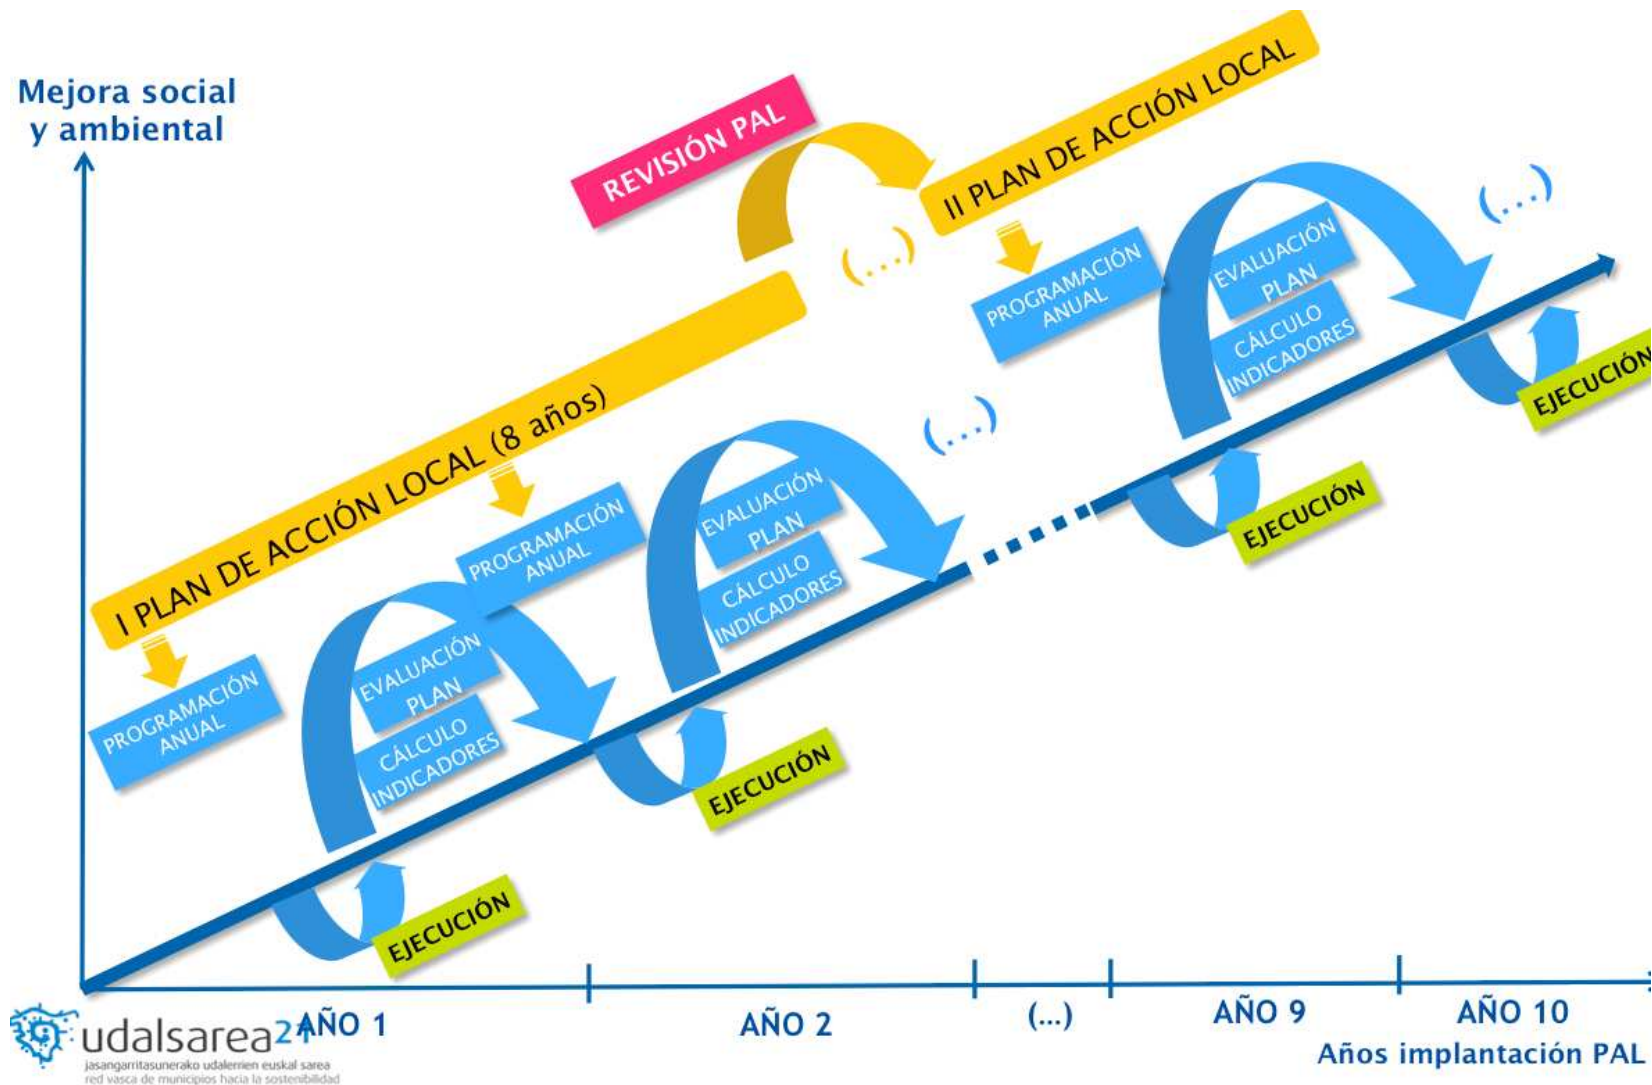 Mejora social
y ambiental
REVISIÓN PAL
II PLAN DE ACCIÓN LOCAL
(...)
(...)
PROGRAMACIÓN
ANUAL
EVALUACIÓN
PLAN
CÁLCULO
INDICADORES
EJECUCIÓN
EJECUCIÓN
I PLAN DE ACCIÓN LOCAL (8 años)
(...)
PROGRAMACIÓN
ANUAL
EVALUACIÓN
PLAN
CÁLCULO
INDICADORES
EJECUCIÓN
PROGRAMACIÓN
ANUAL
EVALUACIÓN
PLAN
CÁLCULO
INDICADORES
EJECUCIÓN
AÑO 1
AÑO 2
(...)
AÑO 9
AÑO 10
Años implantación PAL
udalsarea21
jasangarritasunerako udalerrien euskal sarea
red vasca de municipios hacia la sostenibilidad